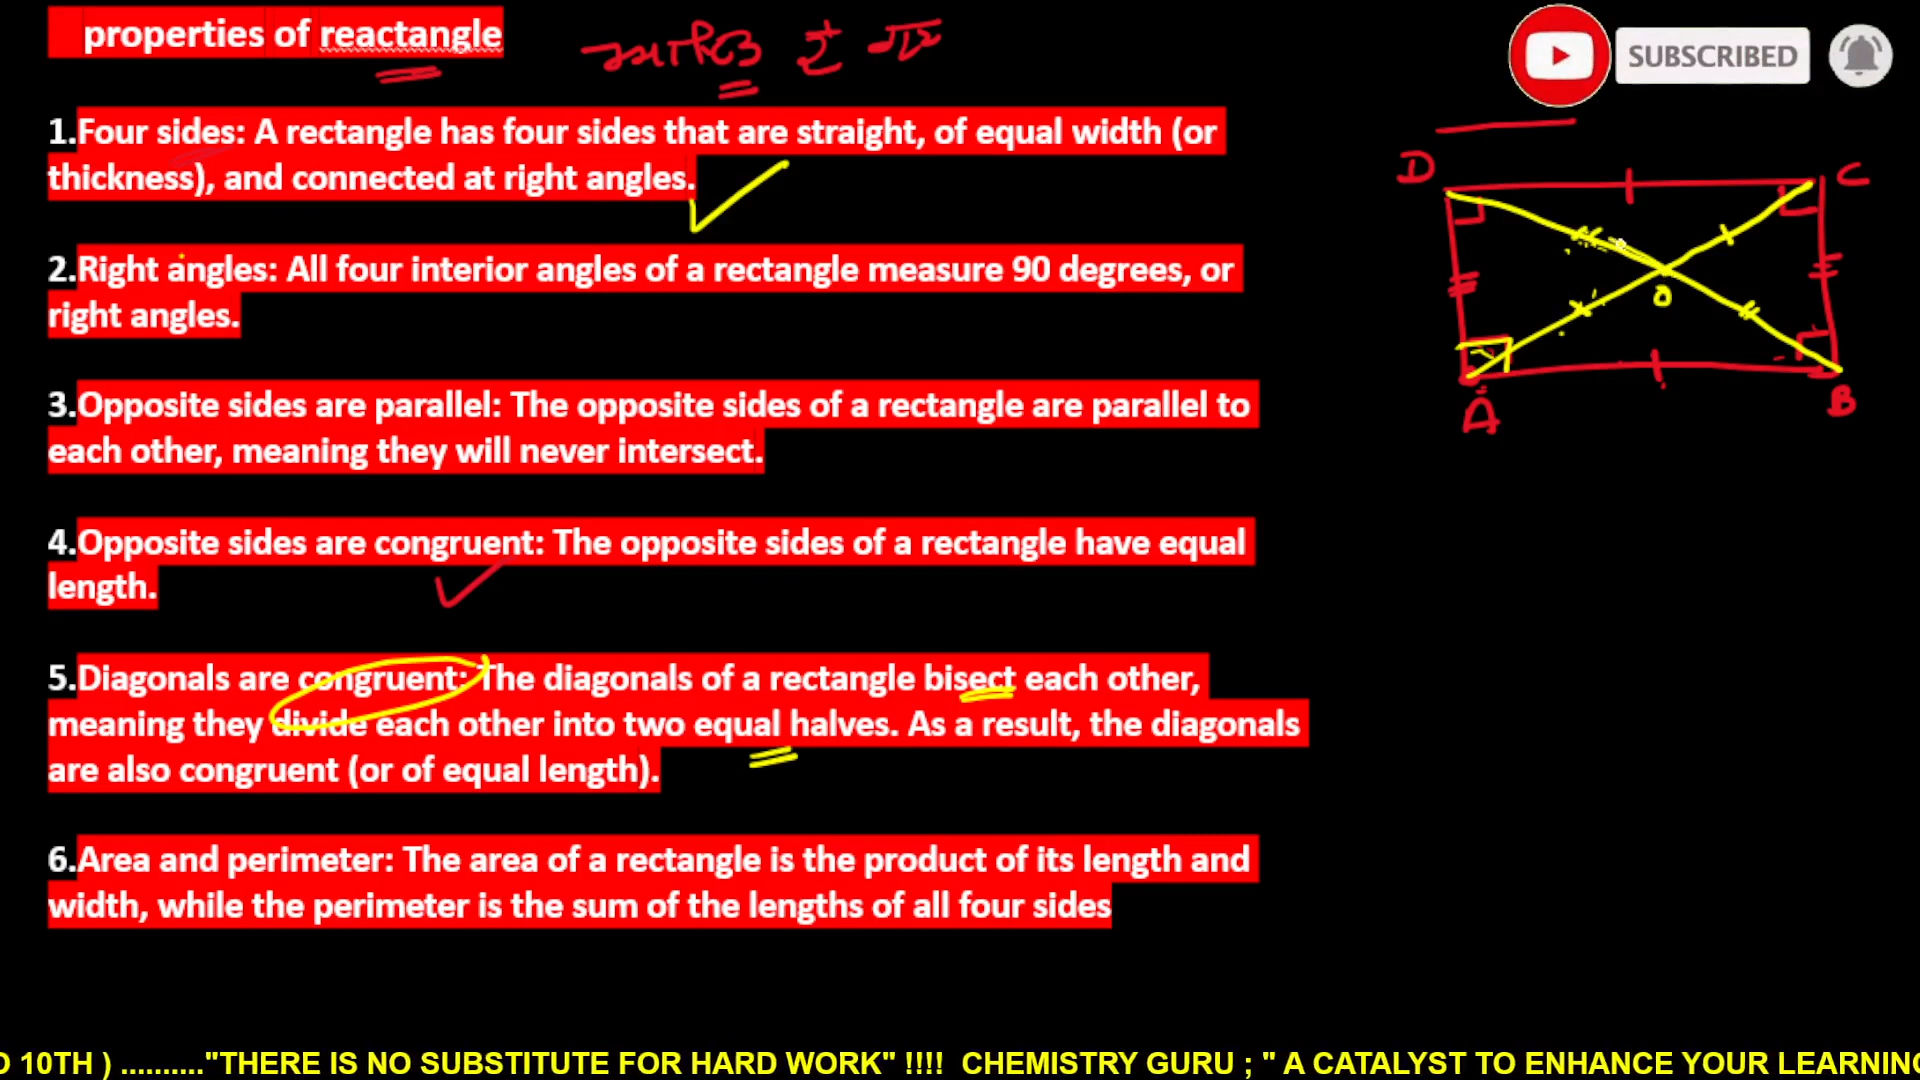 properties of reactangle
SUBSCRIBED
1.Four sides: A rectangle has four sides that are straight, of equal width (or
thickness), and connected at right angles.
2.Right angles: All four interior angles of a rectangle measure 90 degrees, or
right angles.
3.Opposite sides are parallel: The opposite sides of a rectangle are parallel to
each other, meaning they will never intersect.
4.Opposite sides are congruent: The opposite sides of a rectangle have equal
length.
5.Diagonals are congruent: The diagonals of a rectangle bisect each other,
meaning they divide each other into two equal halves. As a result, the diagonals
are also congruent (or of equal length).
6.Area and perimeter: The area of a rectangle is the product of its length and
width, while the perimeter is the sum of the lengths of all four sides
D
C
O
A
B
10TH ) .........."THERE IS NO SUBSTITUTE FOR HARD WORK" !!!!  CHEMISTRY GURU ; " A CATALYST TO ENHANCE YOUR LEARNING